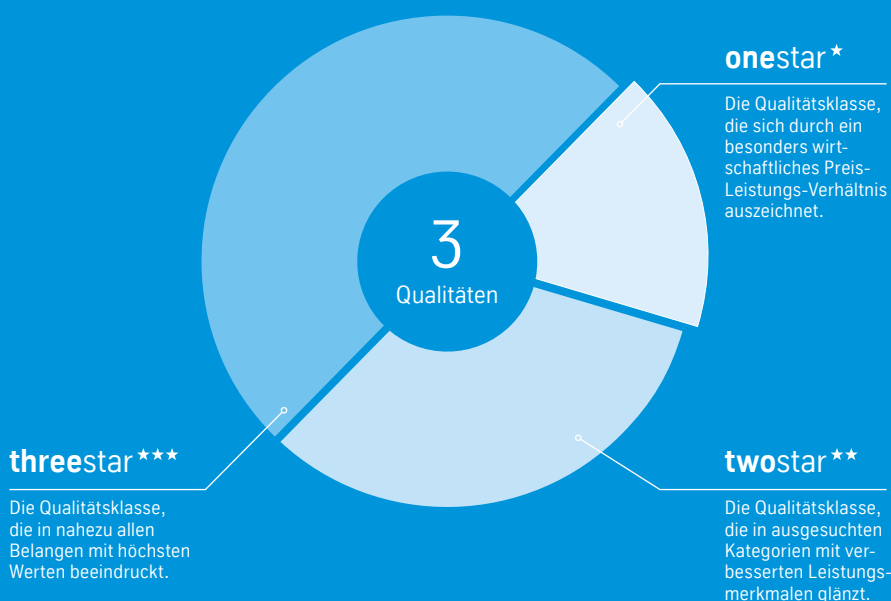 onestar ★
Die Qualitätsklasse,
die sich durch ein
besonders wirt-
schaftliches Preis-
Leistungs-Verhältnis
auszeichnet.
3
Qualitäten
threestar ★★★
Die Qualitätsklasse,
die in nahezu allen
Belangen mit höchsten
Werten beeindruckt.
twostar ★★
Die Qualitätsklasse,
die in ausgesuchten
Kategorien mit ver-
besserten Leistungs-
merkmalen glänzt.